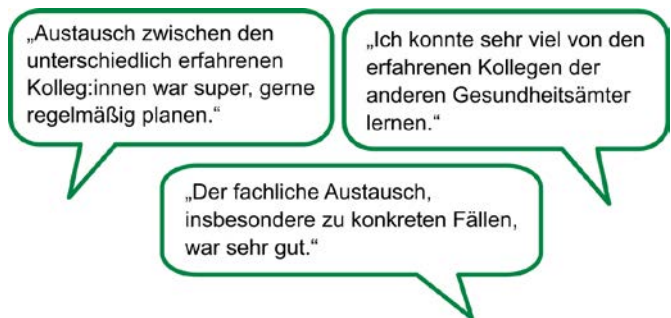 „Austausch zwischen den
unterschiedlich erfahrenen
Kolleg:innen war super, gerne
regelmäßig planen.“
„Ich konnte sehr viel von den
erfahrenen Kollegen der
anderen Gesundheitsämter
lernen.“
„Der fachliche Austausch,
insbesondere zu konkreten Fällen,
war sehr gut.“